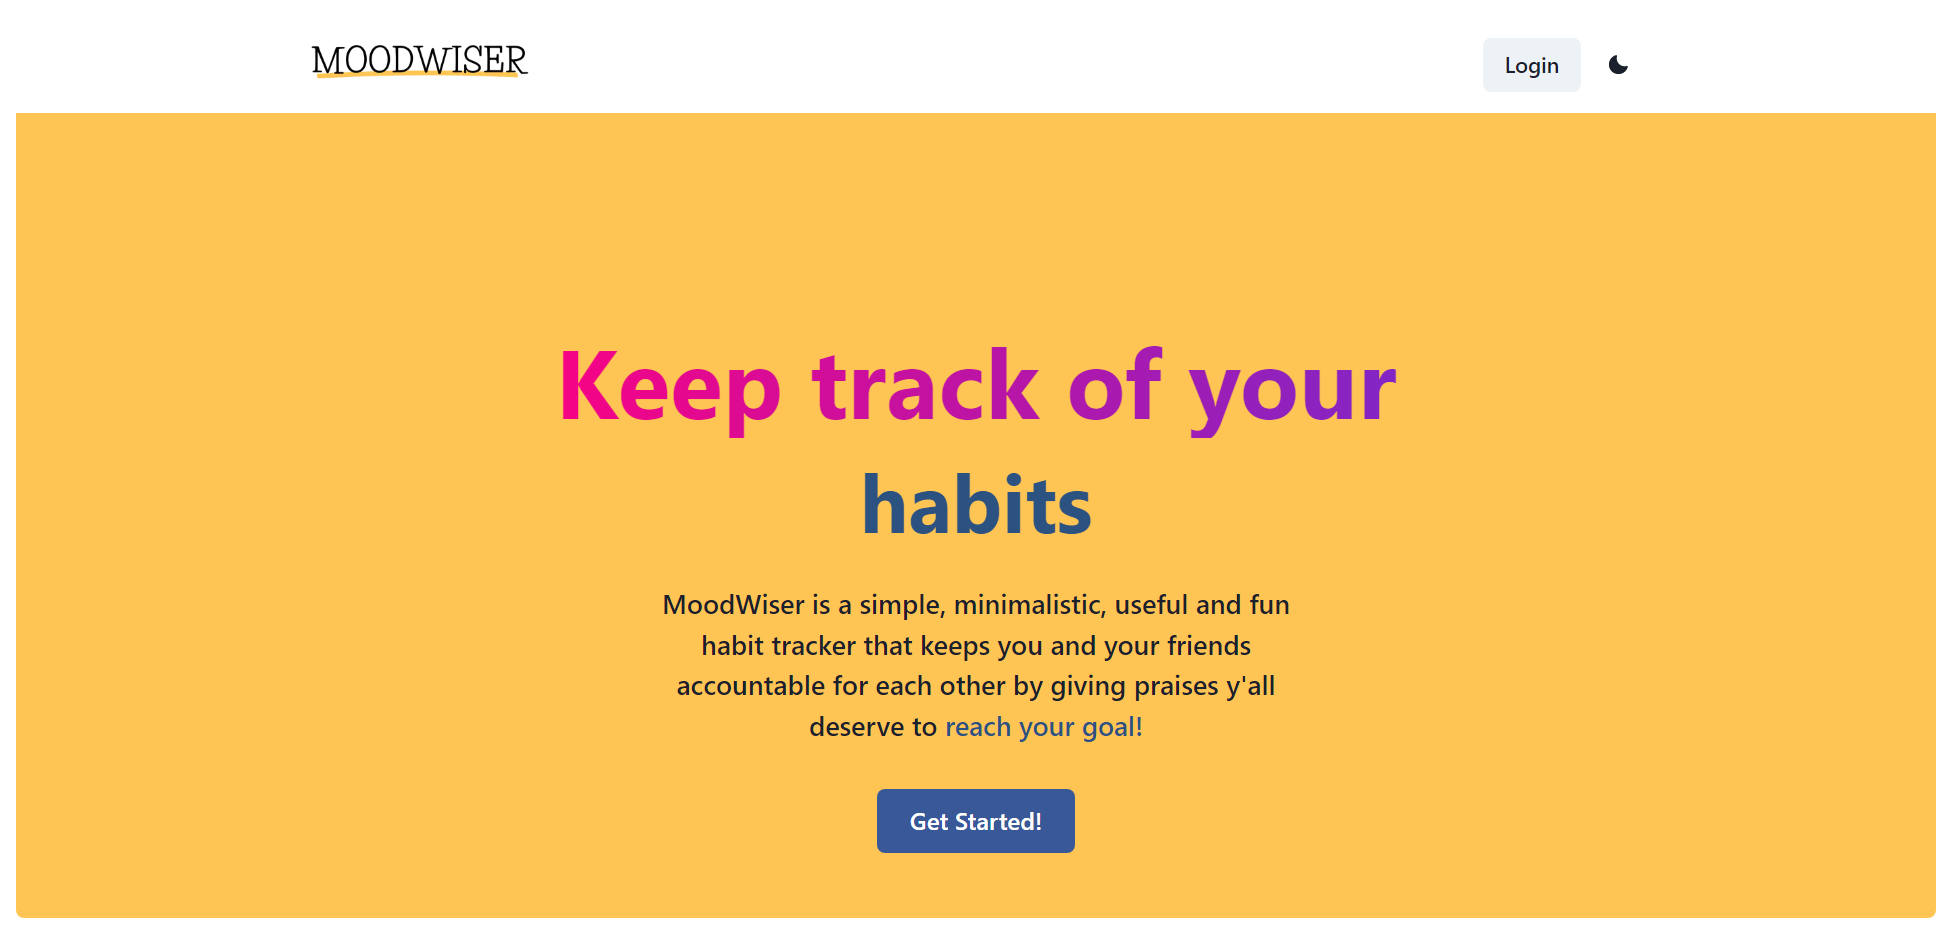 MOODWISER
Login
Keep track of your
habits
MoodWiser is a simple, minimalistic, useful and fun
habit tracker that keeps you and your friends
accountable for each other by giving praises y'all
deserve to reach your goal!
Get Started!